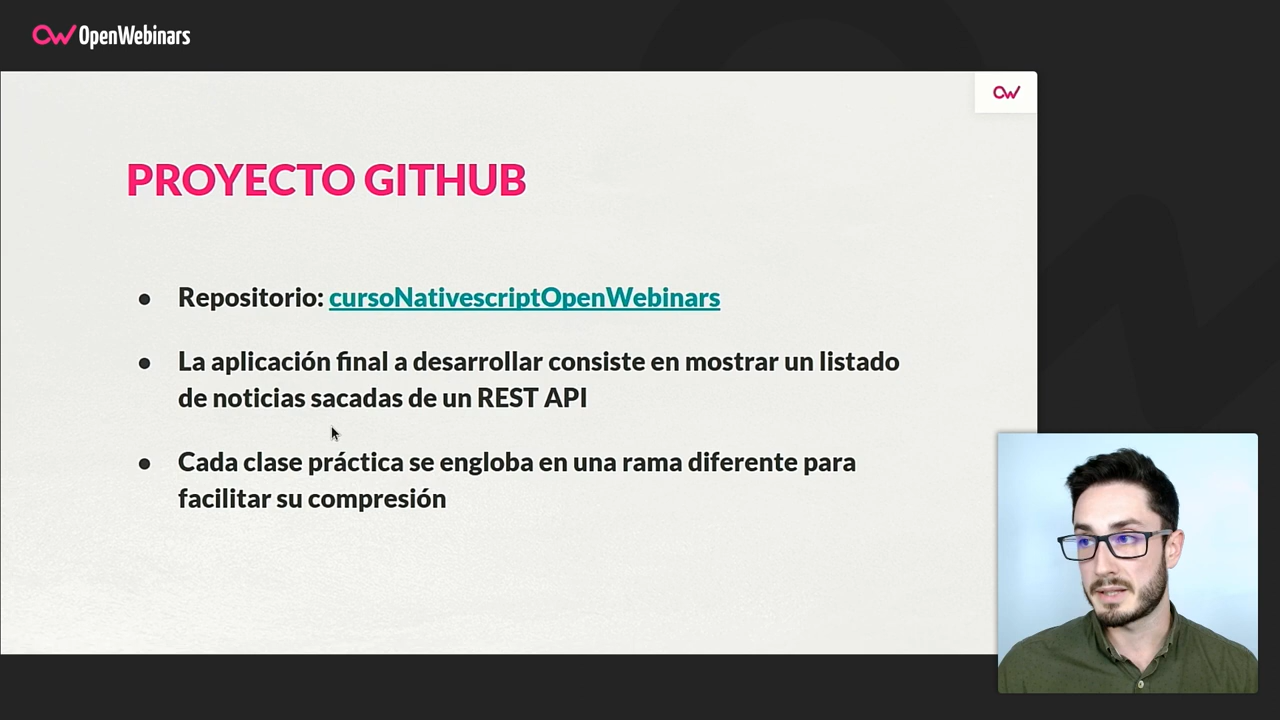 OpenWebinars
PROYECTO GITHUB
● Repositorio: cursoNativescriptOpenWebinars
● La aplicación final a desarrollar consiste en mostrar un listado
de noticias sacadas de un REST API
● Cada clase práctica se engloba en una rama diferente para
facilitar su compresión